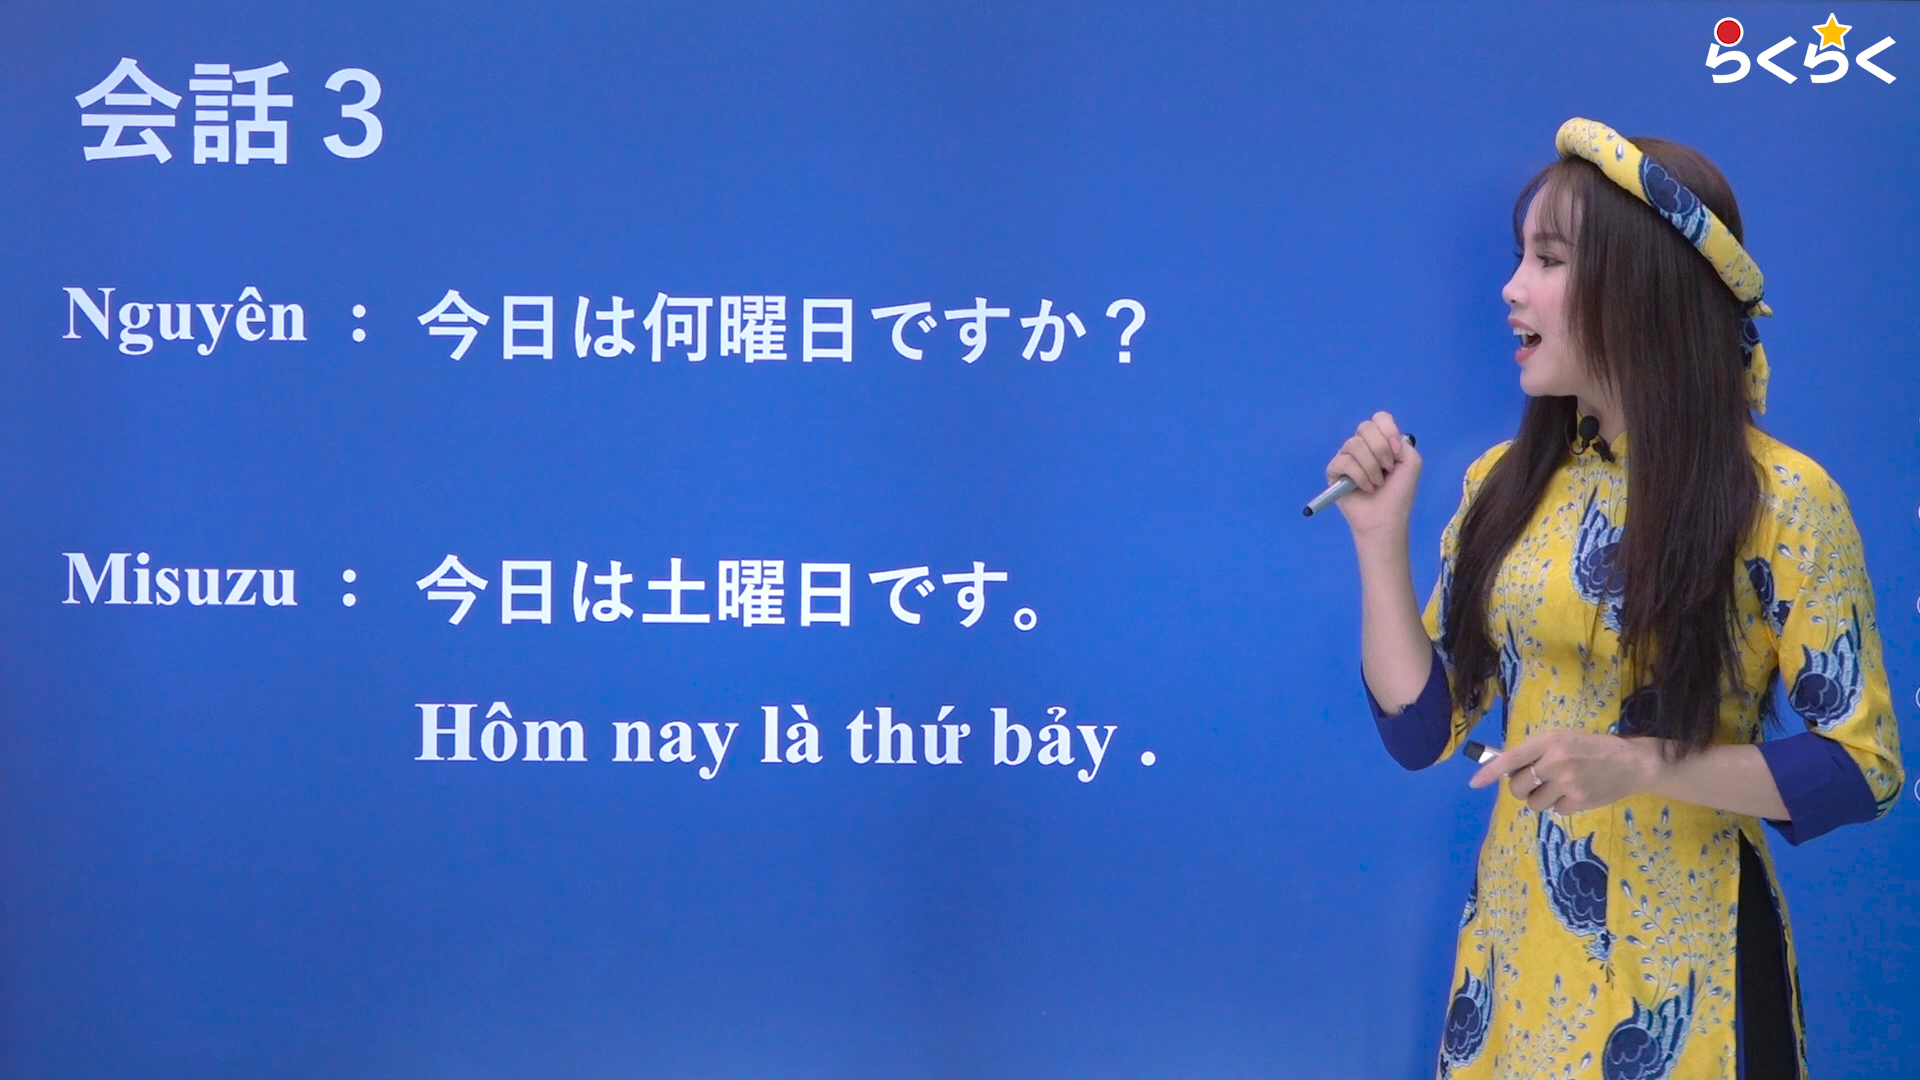 らくらく
会話３
Nguyên : 今日は何曜日ですか？
Misuzu : 今日は土曜日です。
Hôm nay là thứ bảy .